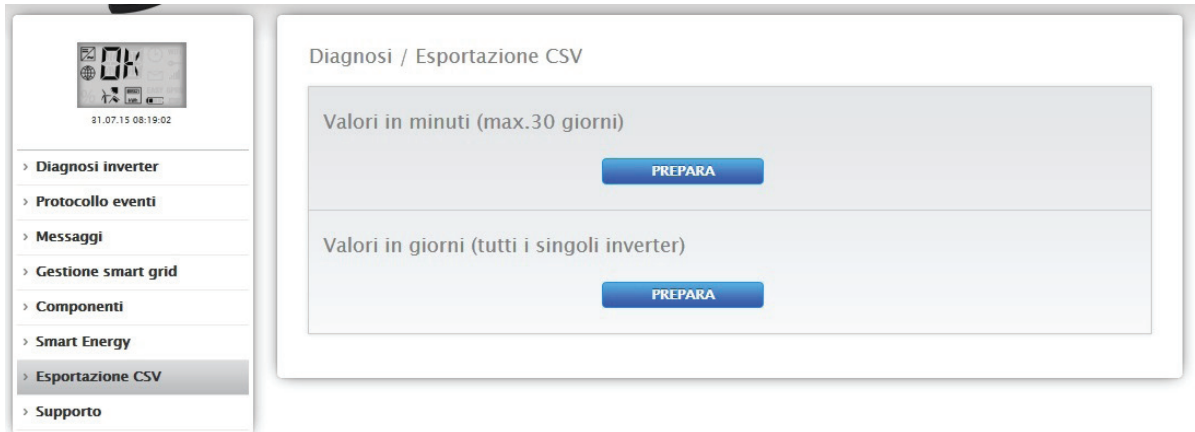 OK
31.07.15 08:19:02
› Diagnosi inverter
› Protocollo eventi
› Messaggi
› Gestione smart grid
› Componenti
› Smart Energy
› Esportazione CSV
› Supporto
Diagnosi / Esportazione CSV
Valori in minuti (max.30 giorni)
PREPARA
Valori in giorni (tutti i singoli inverter)
PREPARA